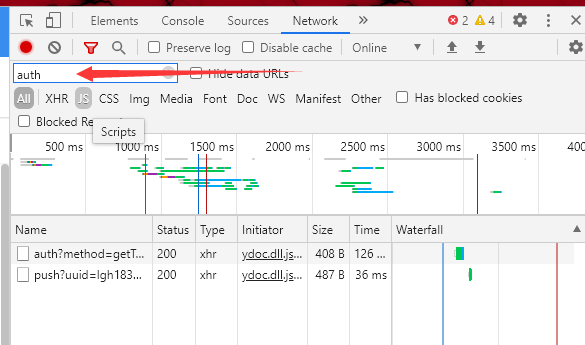 Elements Console Sources Network » 2 4
Preserve log Disable cache Online
auth Hide data URLs
All XHR JS CSS Img Media Font Doc WS Manifest Other Has blocked cookies
Blocked Re
Scripts
500 ms 1000 ms 1500 ms 2000 ms 2500 ms 3000 ms 3500 ms 4000 ms
Name Status Type Initiator Size Time Waterfall
auth?method=getT... 200 xhr ydoc.dll.js... 408 B 126 ...
push?uuid=lgh183... 200 xhr ydoc.dll.js... 487 B 36 ms